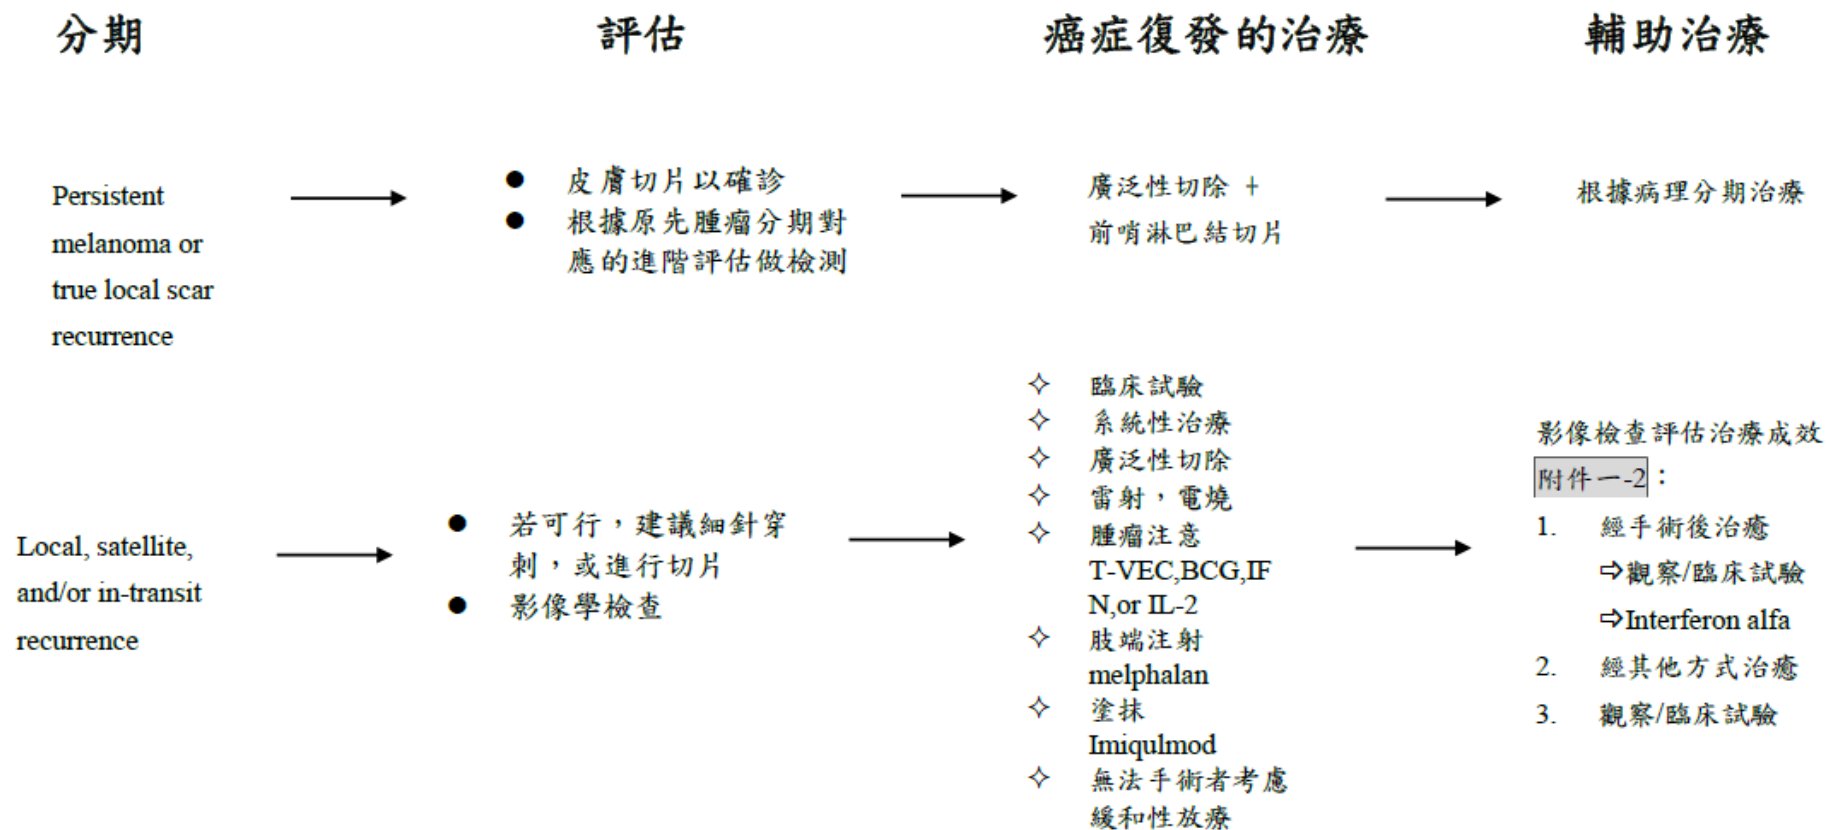 分期
評估
癌症復發的治療
輔助治療
Persistent
melanoma or
true local scar
recurrence
● 皮膚切片以確診
● 根據原先腫瘤分期對
應的進階評估做檢測
廣泛性切除 +
前哨淋巴結切片
根據病理分期治療
Local, satellite,
and/or in-transit
recurrence
● 若可行，建議細針穿
刺，或進行切片
● 影像學檢查
✧ 臨床試驗
✧ 系統性治療
✧ 廣泛性切除
✧ 雷射，電燒
✧ 腫瘤注意
T-VEC,BCG,IF
N,or IL-2
✧ 肢端注射
melphalan
✧ 塗抹
Imiqulmod
✧ 無法手術者考慮
緩和性放療
影像檢查評估治療成效
附件一-2：
1. 經手術後治癒
⇨觀察/臨床試驗
⇨Interferon alfa
2. 經其他方式治癒
3. 觀察/臨床試驗